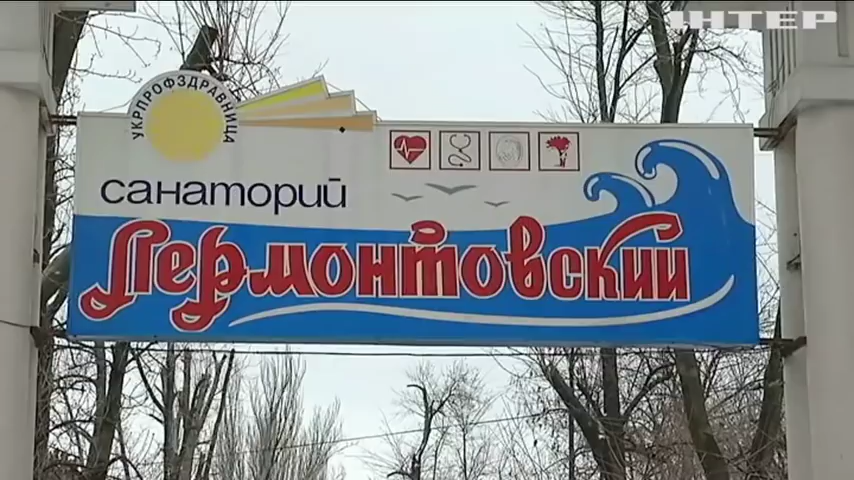 ІНТЕР
УКРПРОФЗДРАВНИЦА
санаторий
Лермонтовский